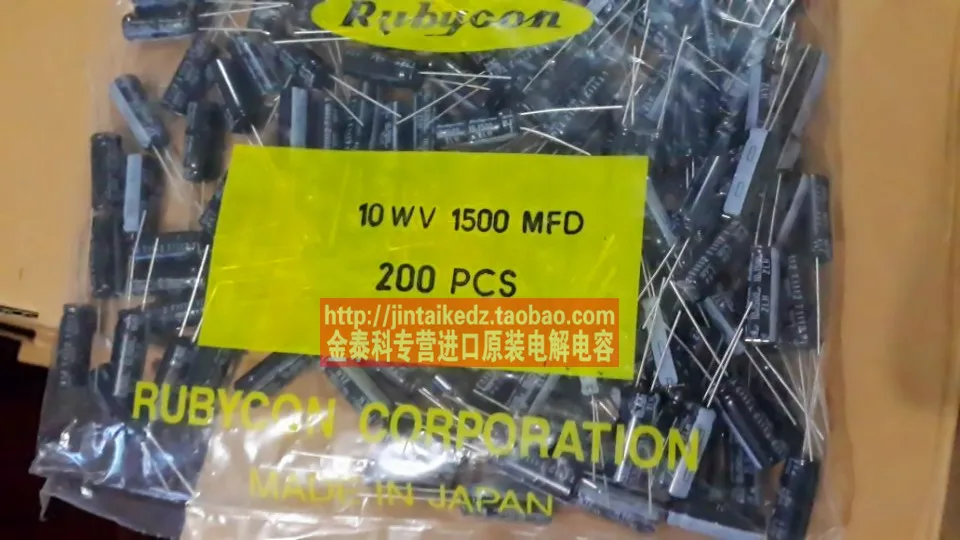 Rubycon
10 WV 1500 MFD
200 PCS
http://jintaikedz.taobao.com
金泰科专营进口原装电解电容
RUBYCON CORPORATION
MADE IN JAPAN
ZLH